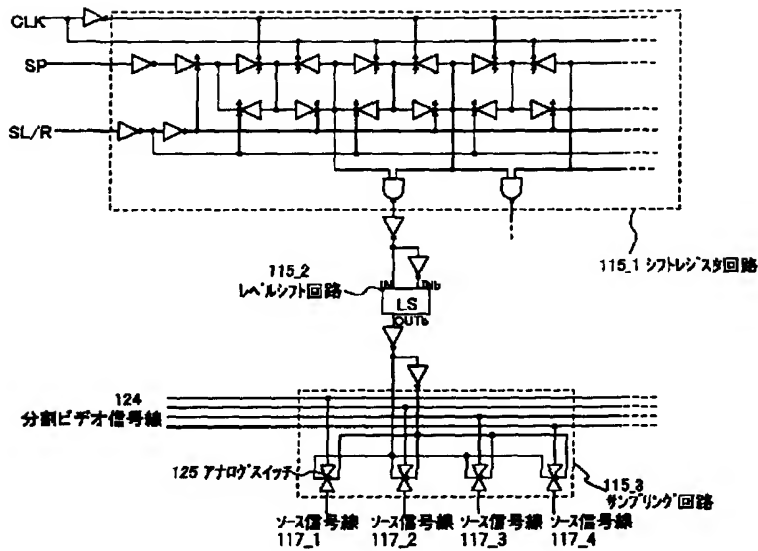 CLK
SP
SL/R
115_1 シフトレジスタ回路
115_2
レベルシフト回路
IN
INb
LS
OUTb
124
分割ビデオ信号線
125 アナログスイッチ
115_3
サンプリング回路
ソース信号線 ソース信号線 ソース信号線 ソース信号線
117_1 117_2 117_3 117_4